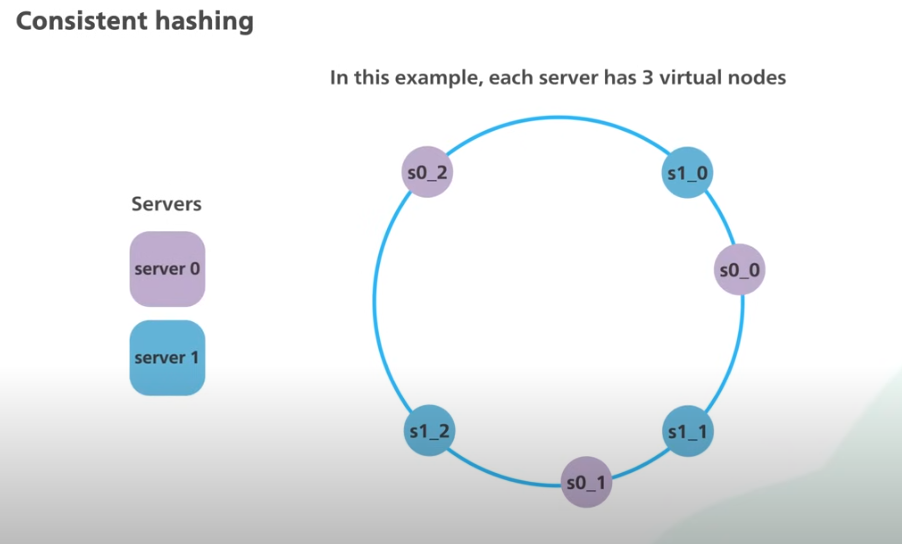 Consistent hashing
In this example, each server has 3 virtual nodes
Servers
server 0
server 1
s0_2
s1_0
s0_0
s1_1
s0_1
s1_2